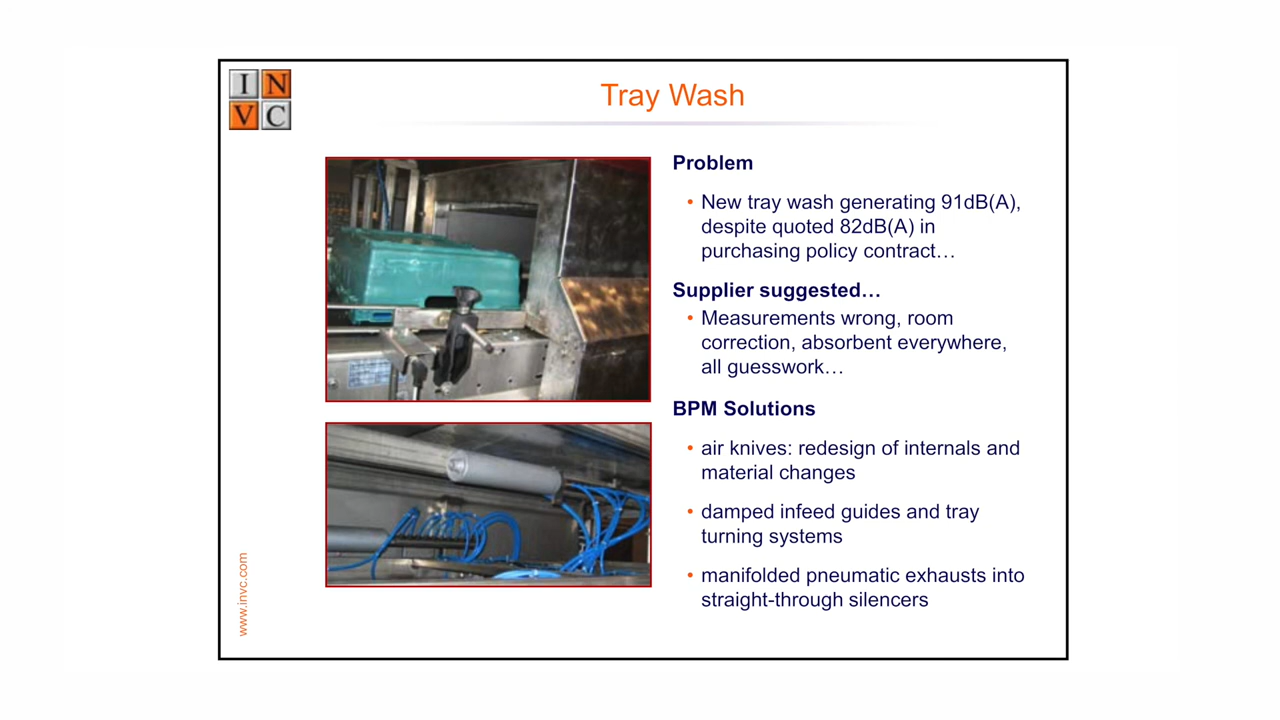 I N
V C
Tray Wash
Problem
• New tray wash generating 91dB(A),
despite quoted 82dB(A) in
purchasing policy contract…
Supplier suggested…
• Measurements wrong, room
correction, absorbent everywhere,
all guesswork…
BPM Solutions
• air knives: redesign of internals and
material changes
• damped infeed guides and tray
turning systems
• manifolded pneumatic exhausts into
straight-through silencers
www.invc.com